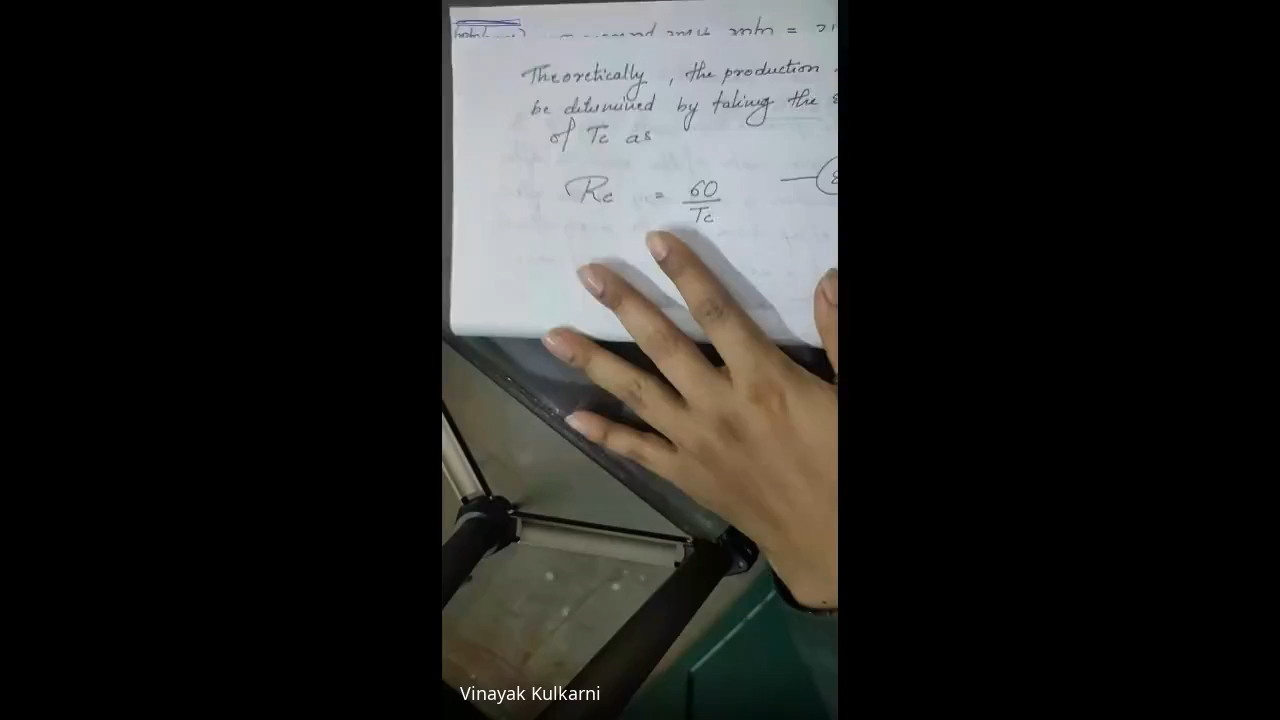 Theoretically, the production
be determined by taking the
of Tc as
Rc = 60 / Tc
Vinayak Kulkarni